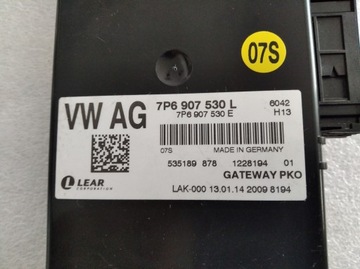 07S
VW AG
7P6 907 530 L
7P6 907 530 E
6042
H13
07S
MADE IN GERMANY
535189 878
1228194
01
GATEWAY PKO
LEAR
CORPORATION
LAK-000 13.01.14 2009 8194